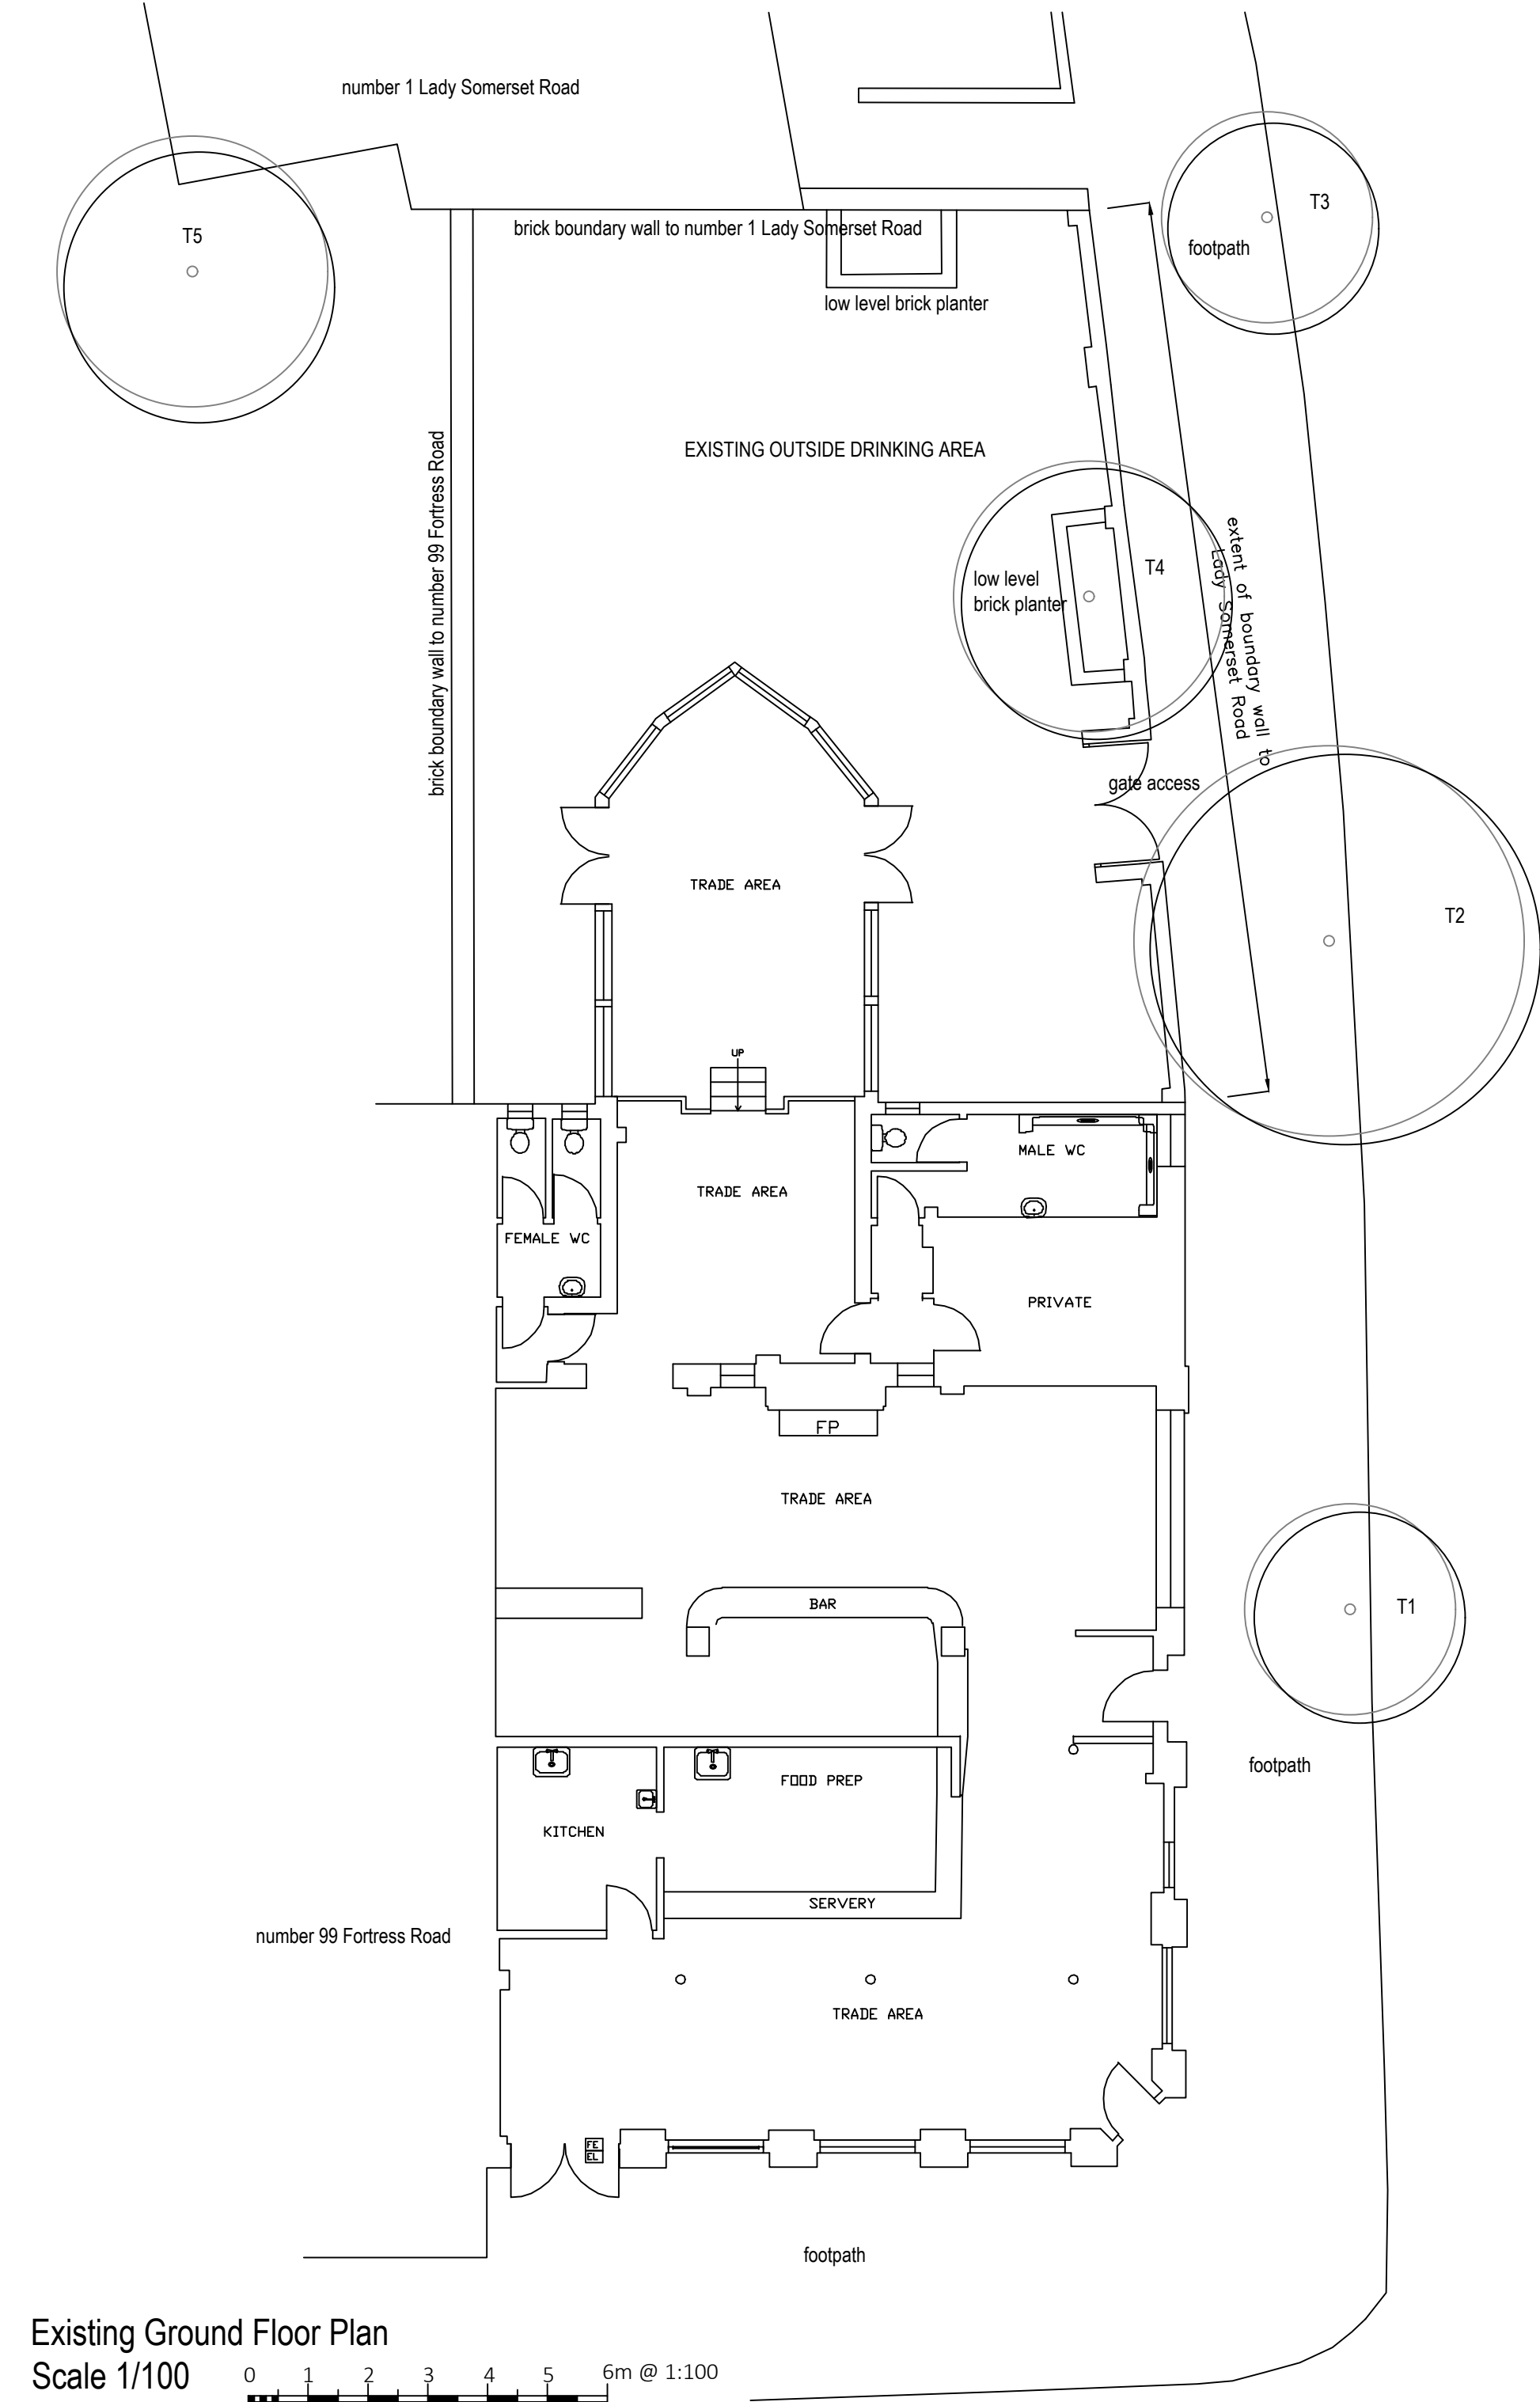 number 1 Lady Somerset Road
T3
T5
brick boundary wall to number 1 Lady Somerset Road
footpath
low level brick planter
EXISTING OUTSIDE DRINKING AREA
brick boundary wall to number 99 Fortress Road
T4
low level
brick planter
extent of boundary wall to
Lady Somerset Road
gate access
TRADE AREA
T2
UP
MALE WC
TRADE AREA
FEMALE WC
PRIVATE
FP
TRADE AREA
BAR
T1
footpath
FOOD PREP
KITCHEN
SERVERY
number 99 Fortress Road
TRADE AREA
FE
EL
footpath
Existing Ground Floor Plan
Scale 1/100
0 1 2 3 4 5 6m @ 1:100